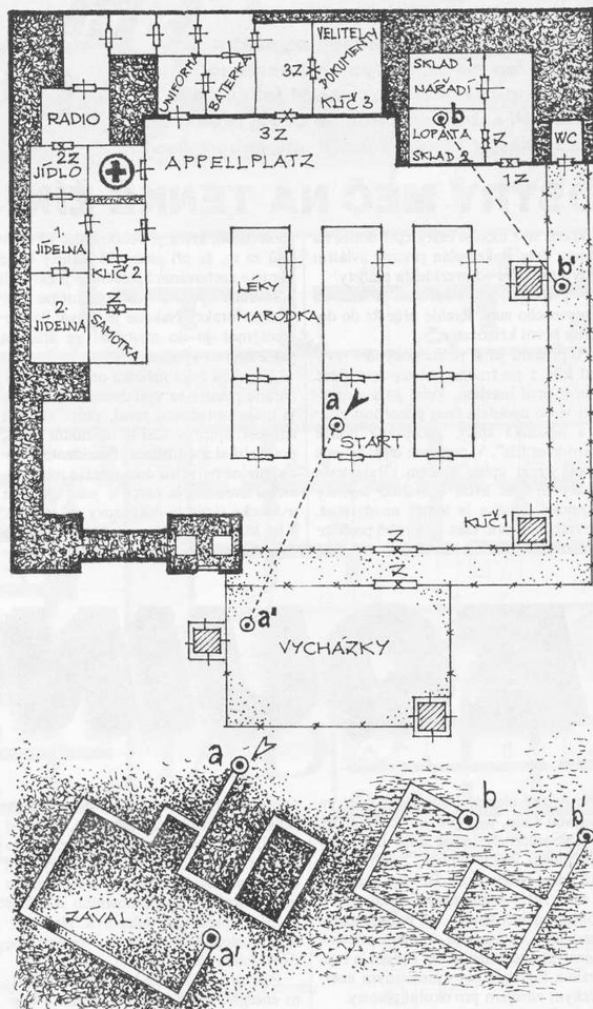 VELITEL
DOKUMENTY
3Z
KLÍČ 3
UNIFORMA
BATERKA
3Z
SKLAD 1
NÁŘADÍ
b
LOPATA
Z
SKLAD 2
1Z
WC
b'
RADIO
2Z
JÍDLO
APPELLPLATZ
1.
JÍDELNA
KLÍČ 2
2.
JÍDELNA
Z
SAMOTKA
LÉKY
MARODKA
a
START
KLÍČ 1
Z
Z
a'
VYCHÁZKY
a
b
b'
ZÁVAL
a'